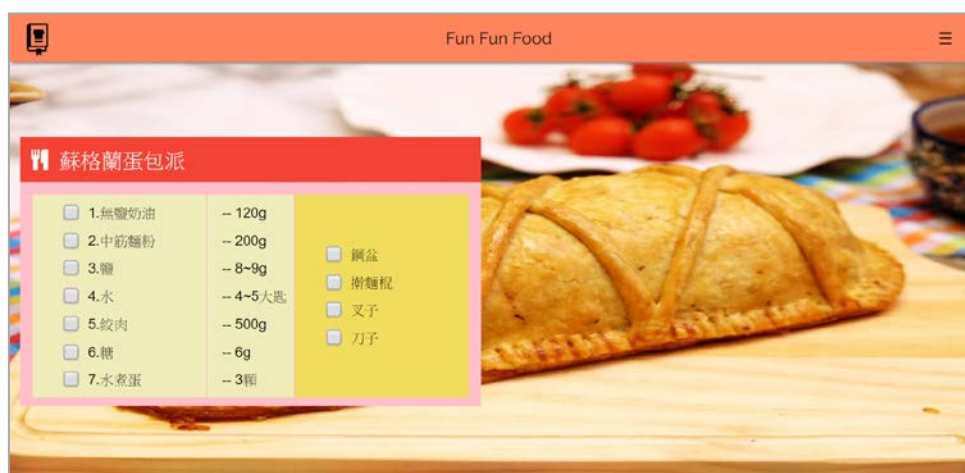 Fun Fun Food
☰
蘇格蘭蛋包派
1.無鹽奶油 -- 120g
2.中筋麵粉 -- 200g
3.鹽 -- 8~9g
4.水 -- 4~5大匙
5.絞肉 -- 500g
6.糖 -- 6g
7.水煮蛋 -- 3顆
鋼盆
擀麵棍
叉子
刀子